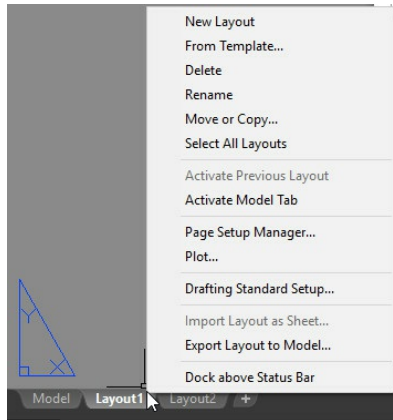 New Layout
From Template...
Delete
Rename
Move or Copy...
Select All Layouts
Activate Previous Layout
Activate Model Tab
Page Setup Manager...
Plot...
Drafting Standard Setup...
Import Layout as Sheet...
Export Layout to Model...
Dock above Status Bar
Y
X
Model Layout1 Layout2 +